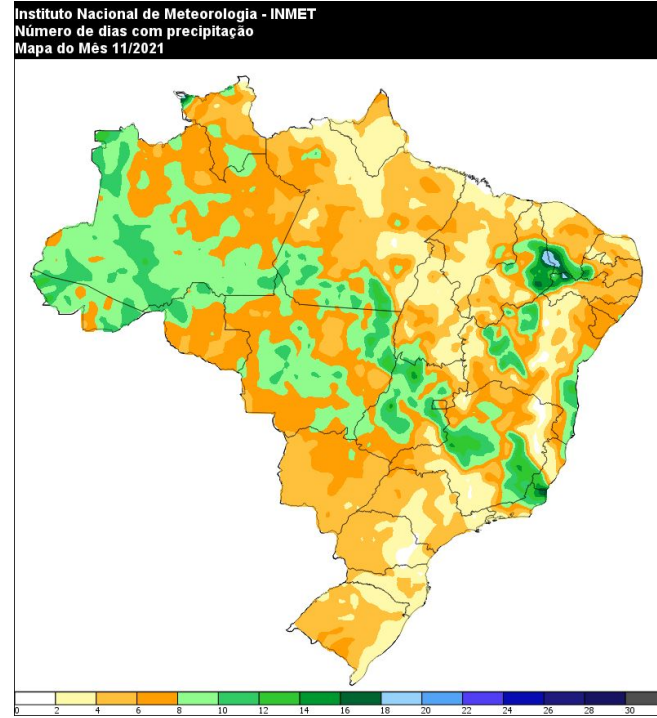 Instituto Nacional de Meteorologia - INMET
Número de dias com precipitação
Mapa do Mês 11/2021
0 2 4 6 8 10 12 14 16 18 20 22 24 26 28 30